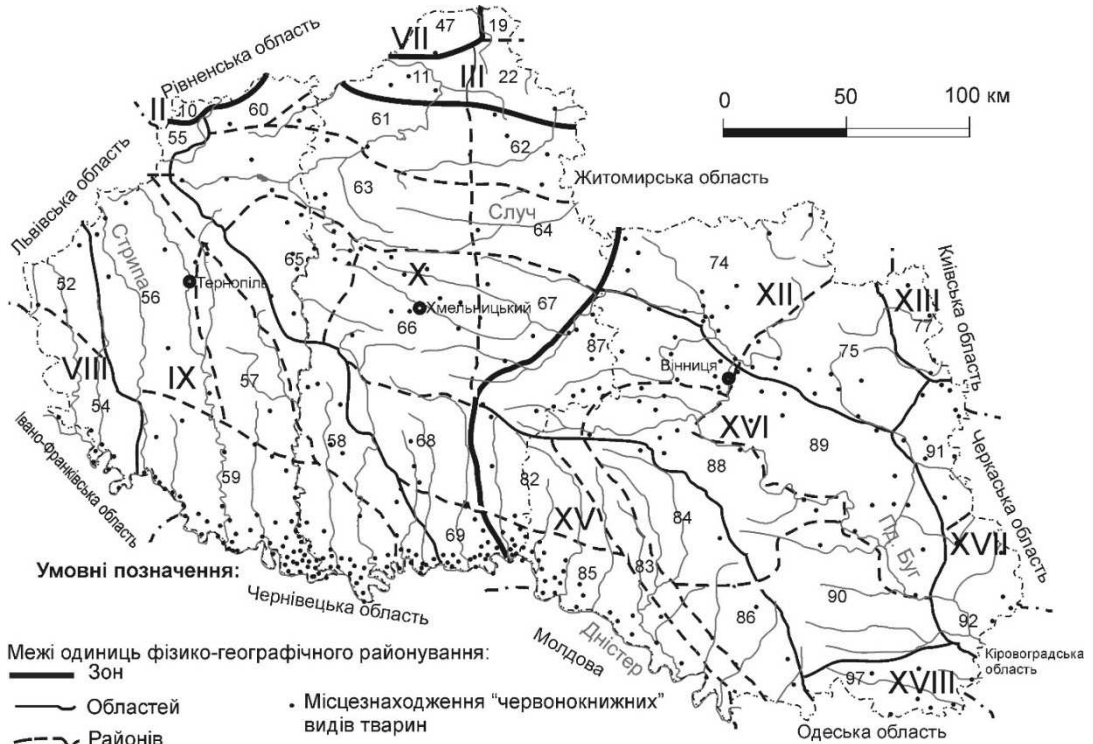 47
19
VII
Рівненська область
11
III
22
II
10
60
0
50
100 км
55
61
62
Львівська область
Житомирська область
63
Случ
64
Стрипа
65
74
Київська область
52
56
Тернопіль
X
XII
XIII
77
Хмельницький
67
66
87
75
Вінниця
VIII
IX
57
XVI
54
89
91
Івано-Франківська область
58
68
88
Черкаська область
59
82
XV
84
Пд. Буг
XVII
69
85
83
Умовні позначення:
Чернівецька область
90
92
86
Дністер
Молдова
Межі одиниць фізико-географічного районування:
Кіровоградська
область
Зон
97
XVIII
Областей
Місцезнаходження “червонокнижних”
видів тварин
Районів
Одеська область